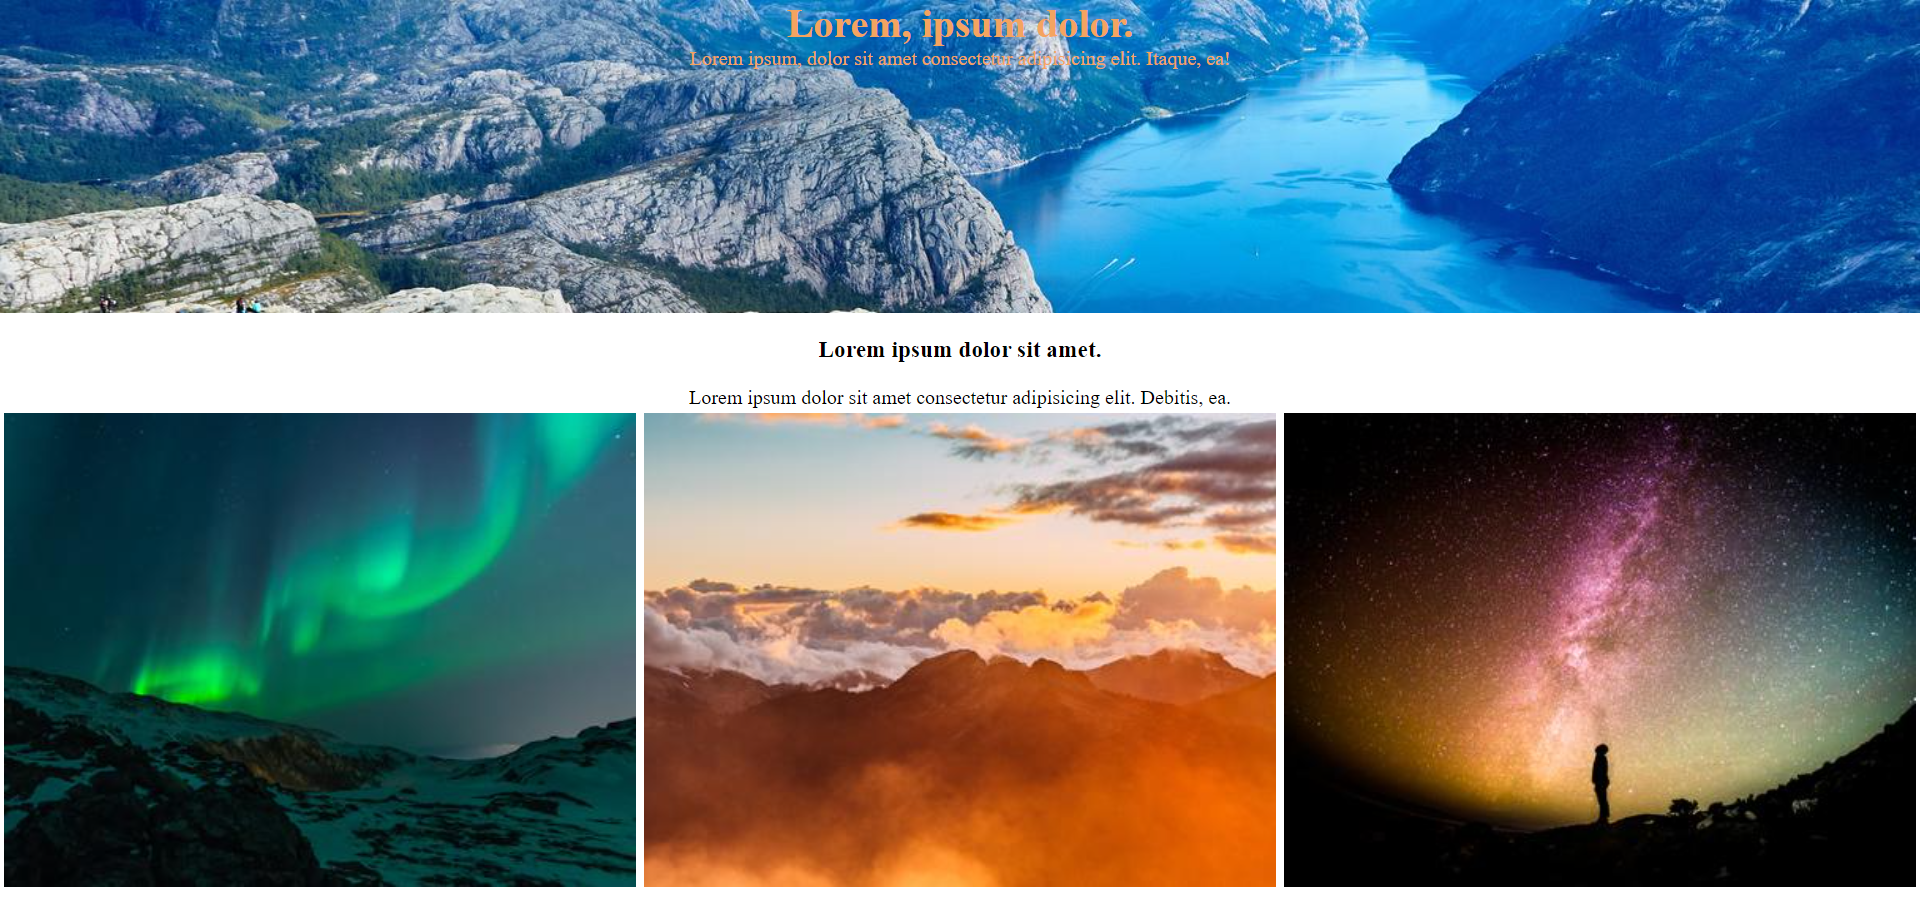 Lorem, ipsum dolor.
Lorem ipsum, dolor sit amet consectetur adipisicing elit. Itaque, ea!
Lorem ipsum dolor sit amet.
Lorem ipsum dolor sit amet consectetur adipisicing elit. Debitis, ea.